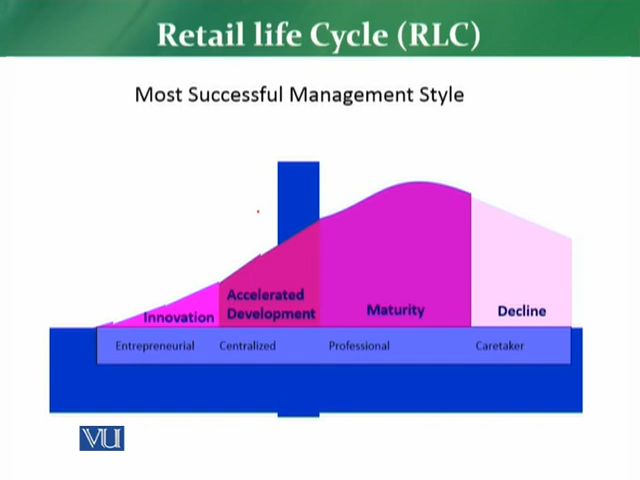 Retail life Cycle (RLC)
Most Successful Management Style
Innovation
Accelerated
Development
Maturity
Decline
Entrepreneurial
Centralized
Professional
Caretaker
VU